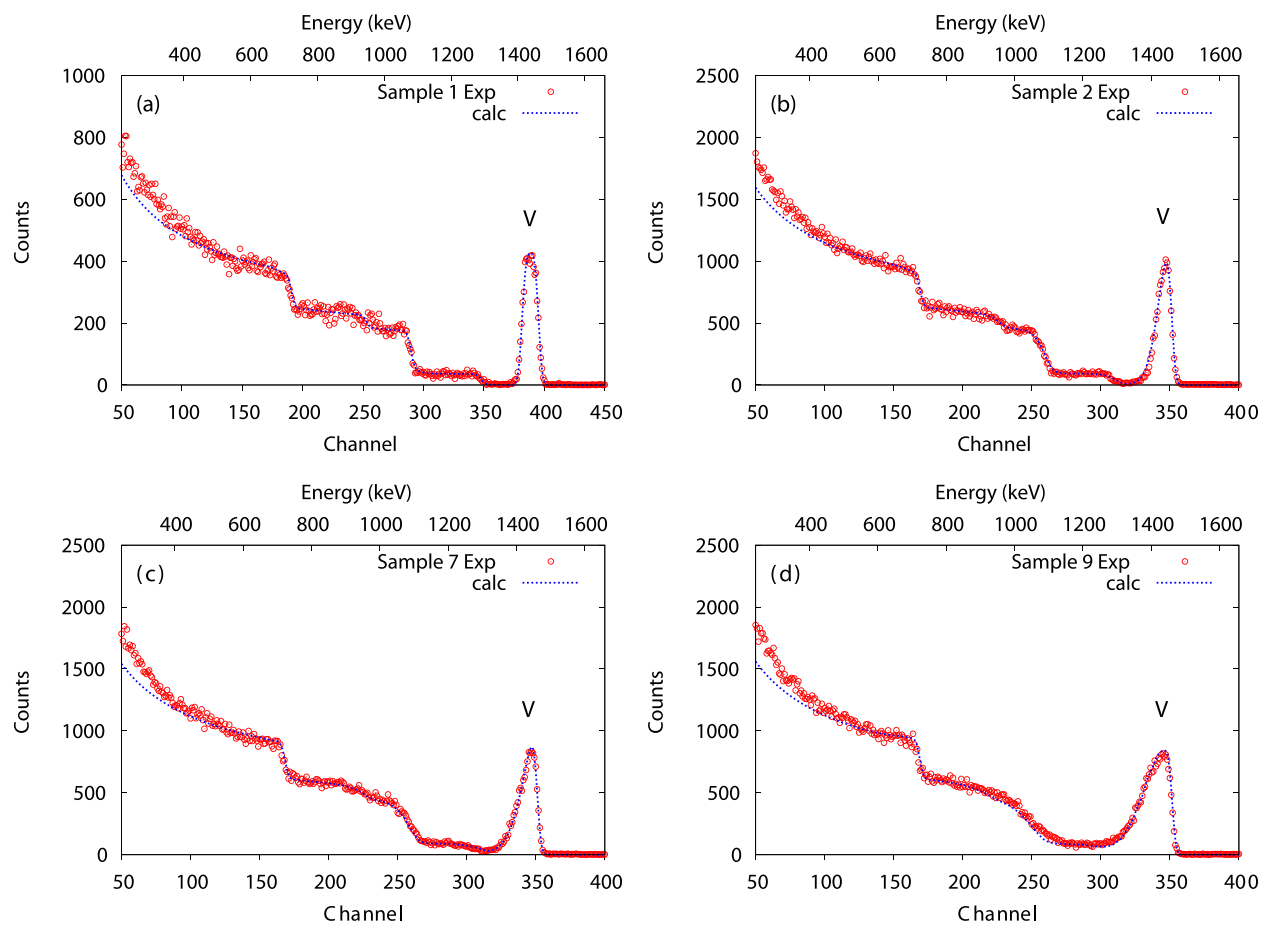 Energy (keV)
400 600 800 1000 1200 1400 1600
1000
800
600
400
200
0
Counts
(a)
Sample 1 Exp
calc
V
50 100 150 200 250 300 350 400 450
Channel
Energy (keV)
400 600 800 1000 1200 1400 1600
2500
2000
1500
1000
500
0
Counts
(b)
Sample 2 Exp
calc
V
50 100 150 200 250 300 350 400
Channel
Energy (keV)
400 600 800 1000 1200 1400 1600
2500
2000
1500
1000
500
0
Counts
(c)
Sample 7 Exp
calc
V
50 100 150 200 250 300 350 400
Channel
Energy (keV)
400 600 800 1000 1200 1400 1600
2500
2000
1500
1000
500
0
Counts
(d)
Sample 9 Exp
calc
V
50 100 150 200 250 300 350 400
Channel